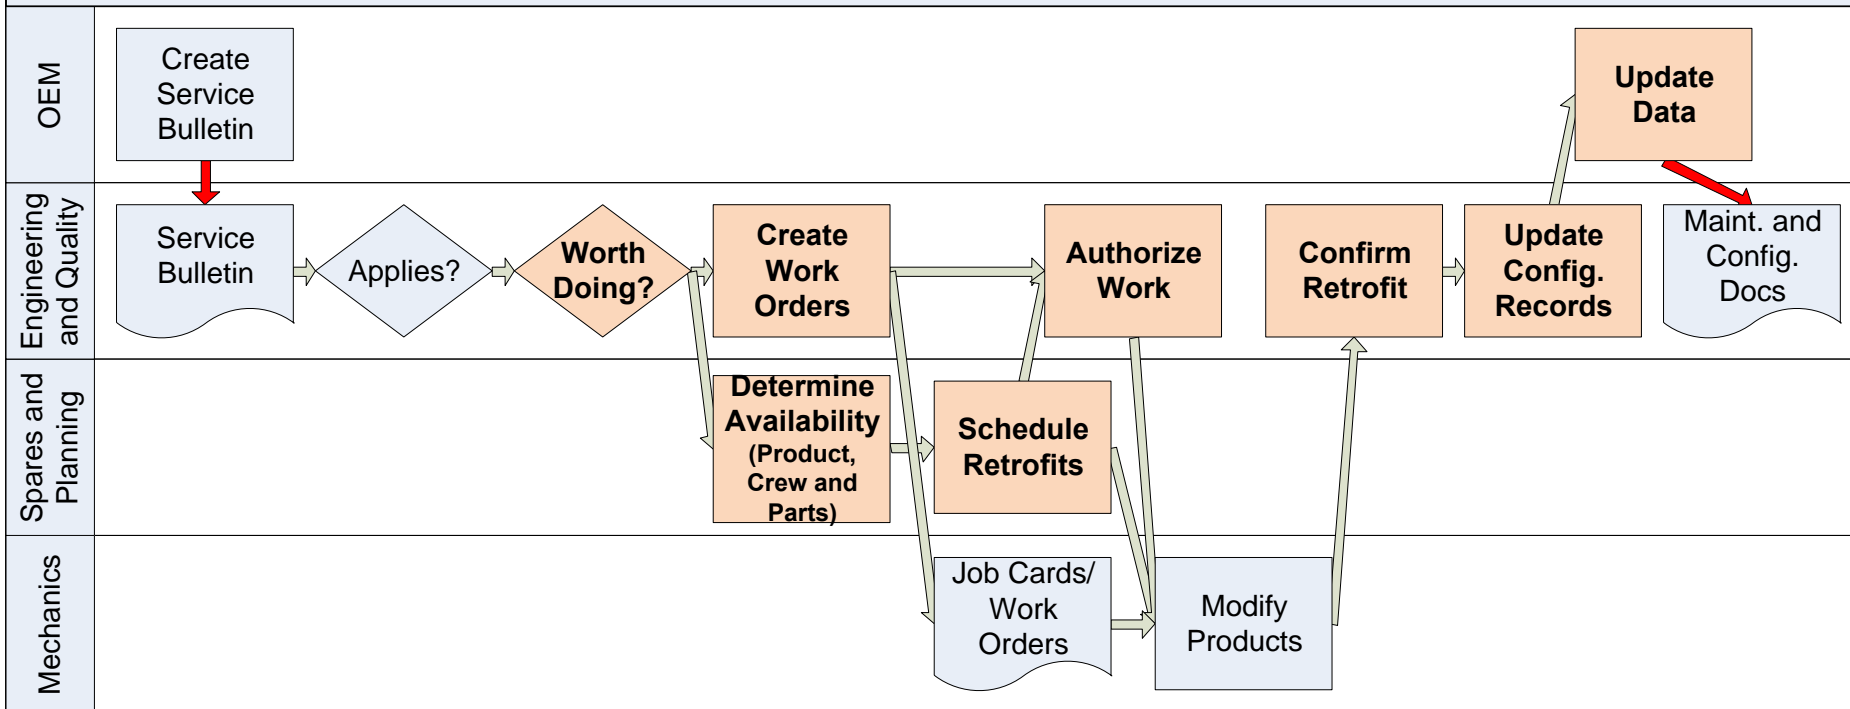 OEM
Create
Service
Bulletin
Update
Data
Engineering
and Quality
Service
Bulletin
Applies?
Worth
Doing?
Create
Work
Orders
Authorize
Work
Confirm
Retrofit
Update
Config.
Records
Maint. and
Config.
Docs
Spares and
Planning
Determine
Availability
(Product,
Crew and
Parts)
Schedule
Retrofits
Mechanics
Job Cards/
Work
Orders
Modify
Products